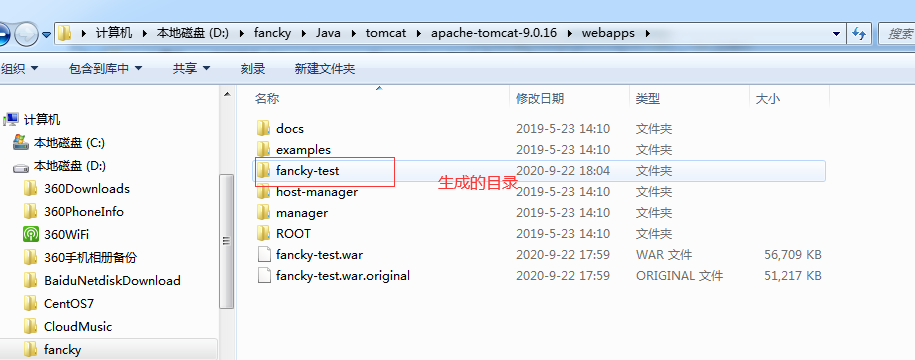 计算机 本地磁盘 (D:) fancky Java tomcat apache-tomcat-9.0.16 webapps 搜索
组织 包含到库中 共享 刻录 新建文件夹
名称 修改日期 类型 大小
计算机
本地磁盘 (C:)
本地磁盘 (D:)
360Downloads
360PhoneInfo
360WiFi
360手机相册备份
BaiduNetdiskDownload
CentOS7
CloudMusic
fancky
docs 2019-5-23 14:10 文件夹
examples 2019-5-23 14:10 文件夹
fancky-test 2020-9-22 18:04 文件夹
生成的目录
host-manager 2019-5-23 14:10 文件夹
manager 2019-5-23 14:10 文件夹
ROOT 2019-5-23 14:10 文件夹
fancky-test.war 2020-9-22 17:59 WAR 文件 56,709 KB
fancky-test.war.original 2020-9-22 17:59 ORIGINAL 文件 51,217 KB